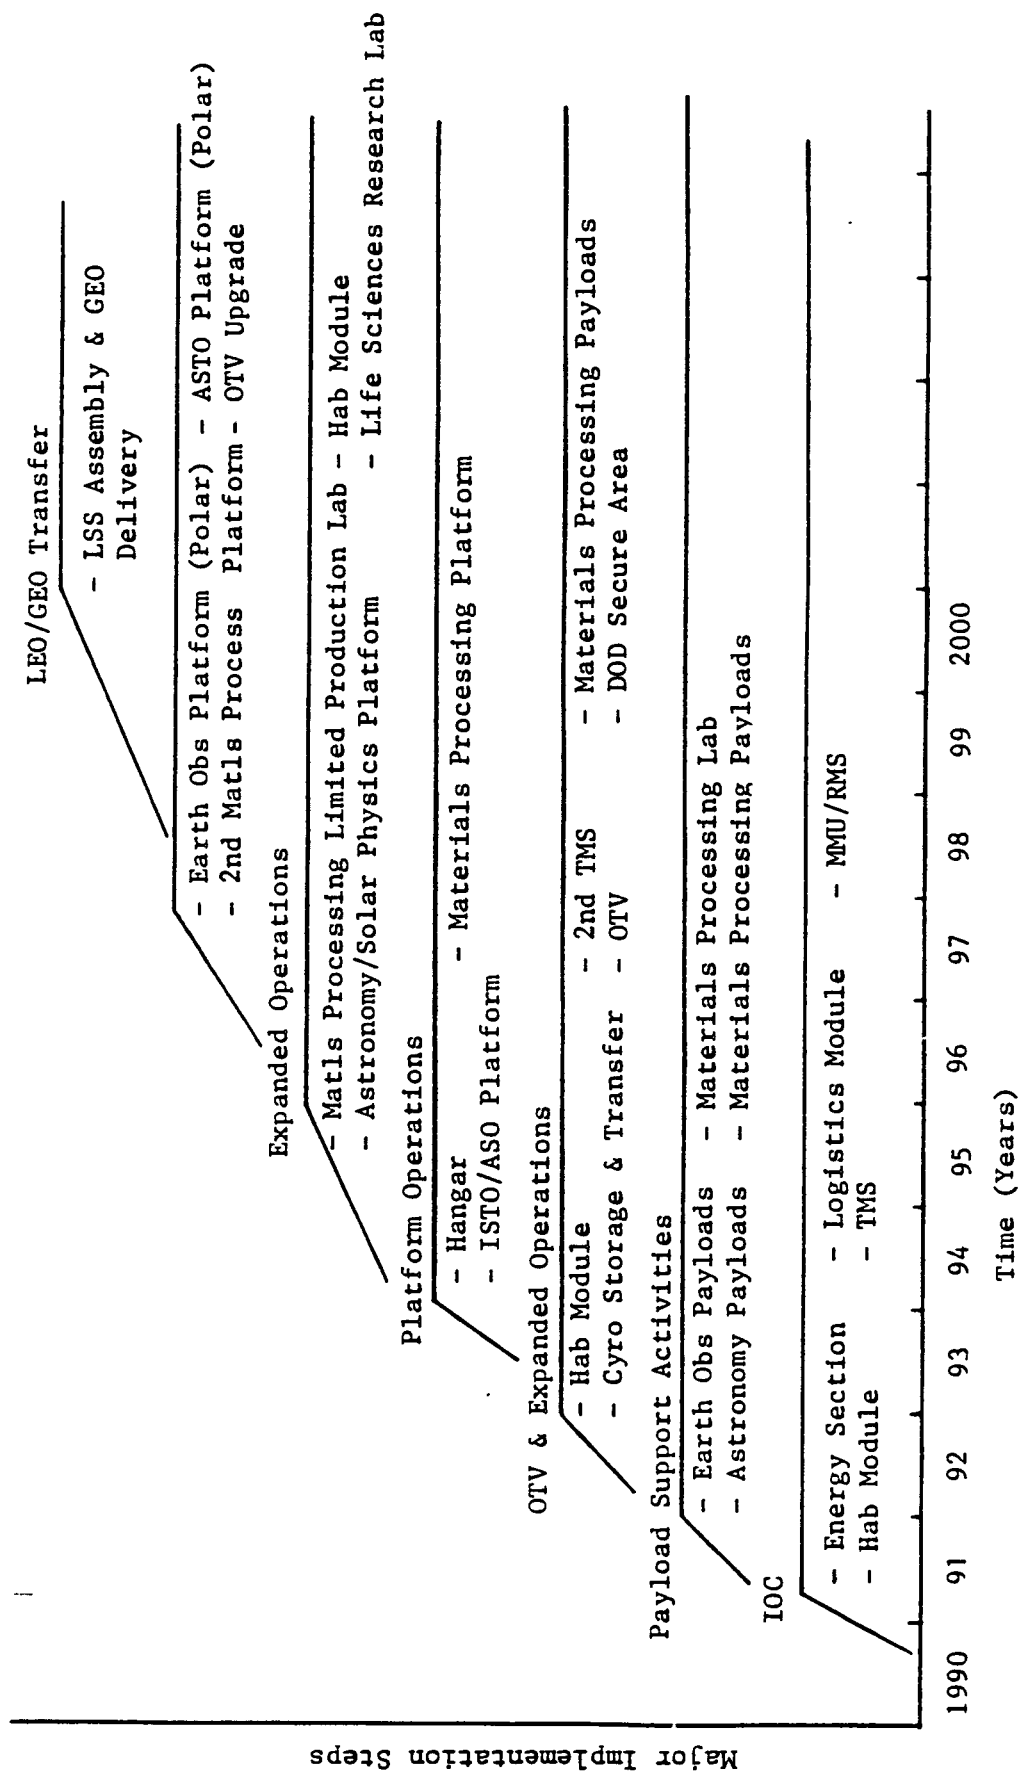 LEO/GEO Transfer
- LSS Assembly & GEO
Delivery
- Earth Obs Platform (Polar) - ASTO Platform (Polar)
- 2nd Matls Process Platform - OTV Upgrade
Expanded Operations
- Matls Processing Limited Production Lab - Hab Module
- Astronomy/Solar Physics Platform - Life Sciences Research Lab
Platform Operations
- Hangar - Materials Processing Platform
- ISTO/ASO Platform
OTV & Expanded Operations
- Hab Module - 2nd TMS - Materials Processing Payloads
- Cyro Storage & Transfer - OTV - DOD Secure Area
Payload Support Activities
- Earth Obs Payloads - Materials Processing Lab
- Astronomy Payloads - Materials Processing Payloads
IOC
- Energy Section - Logistics Module - MMU/RMS
- Hab Module - TMS
1990 91 92 93 94 95 96 97 98 99 2000
Time (Years)
Major Implementation Steps